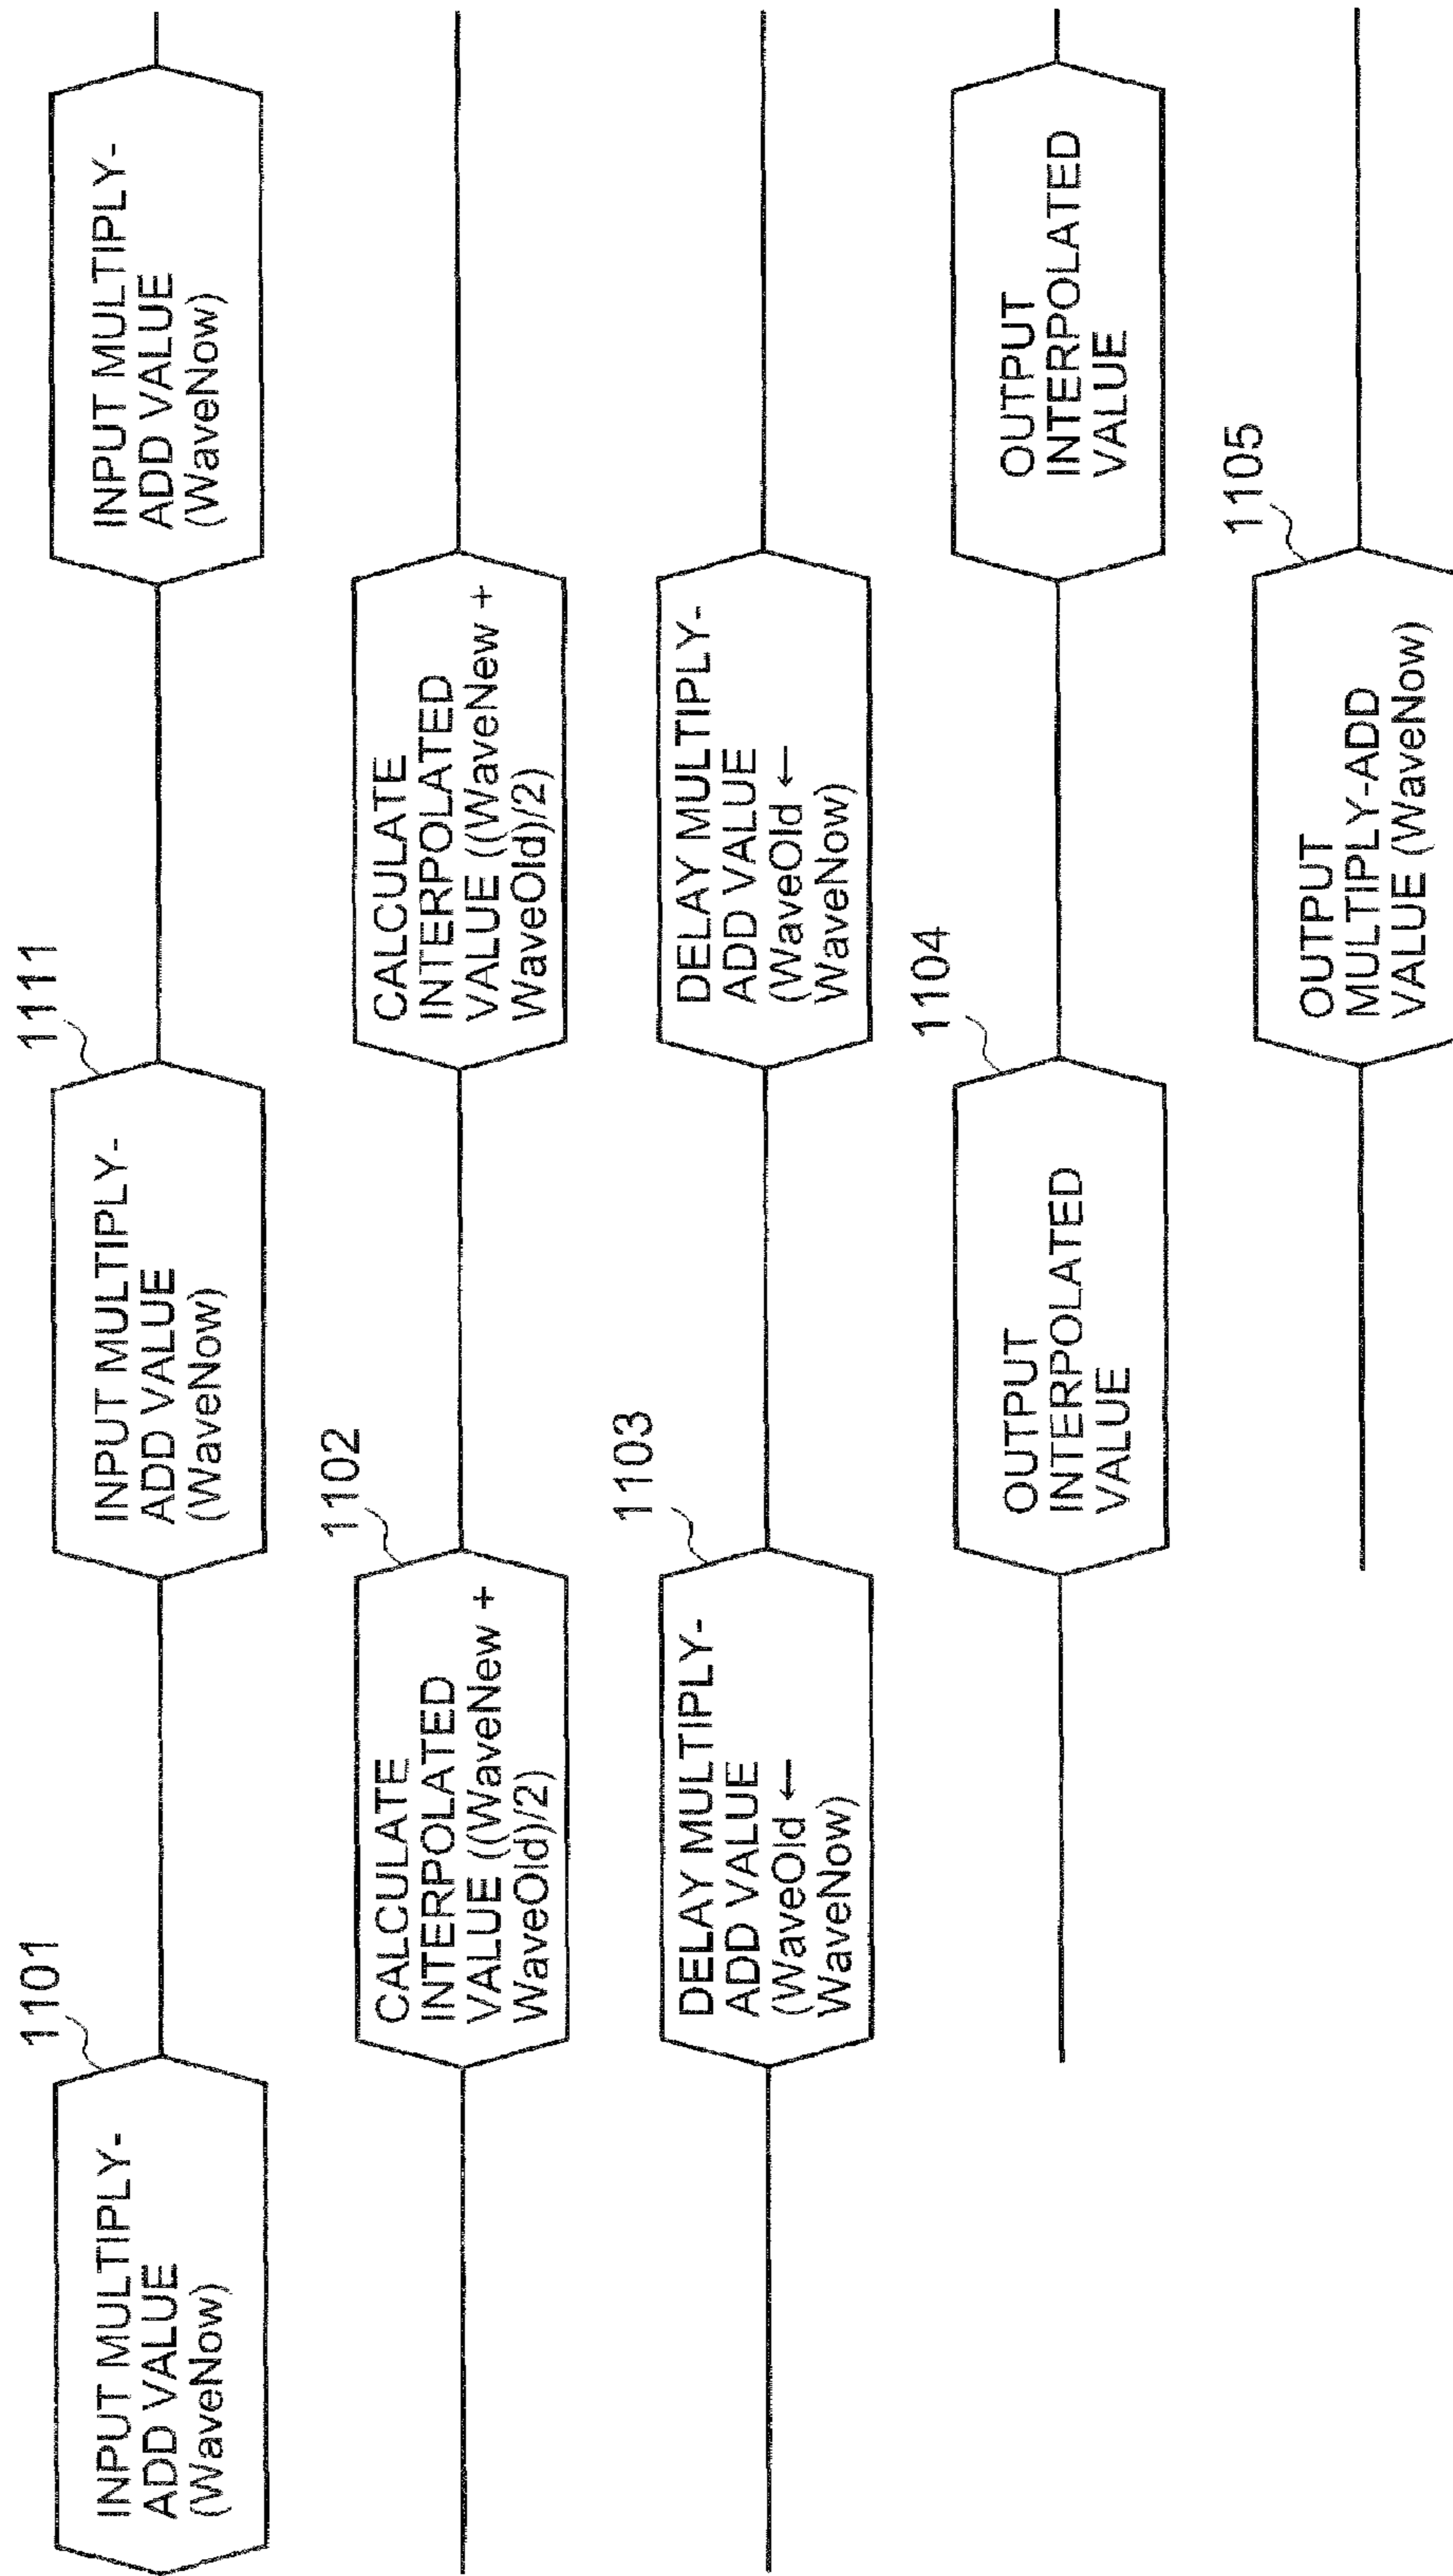 1101
INPUT MULTIPLY-
ADD VALUE
(WaveNow)
1111
INPUT MULTIPLY-
ADD VALUE
(WaveNow)
INPUT MULTIPLY-
ADD VALUE
(WaveNow)
1102
CALCULATE
INTERPOLATED
VALUE ((WaveNew +
WaveOld)/2)
CALCULATE
INTERPOLATED
VALUE ((WaveNew +
WaveOld)/2)
1103
DELAY MULTIPLY-
ADD VALUE
(WaveOld ←
WaveNow)
DELAY MULTIPLY-
ADD VALUE
(WaveOld ←
WaveNow)
1104
OUTPUT
INTERPOLATED
VALUE
OUTPUT
INTERPOLATED
VALUE
1105
OUTPUT
MULTIPLY-ADD
VALUE (WaveNow)